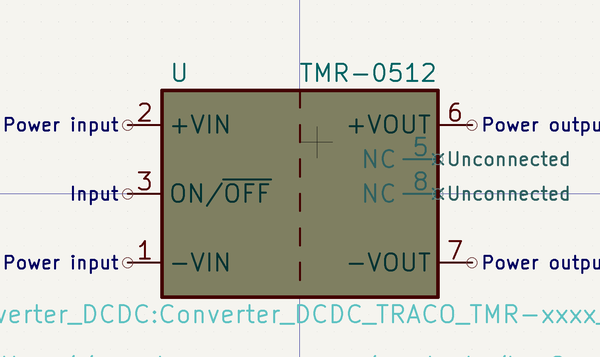 U TMR-0512
Power input 2 +VIN +VOUT 6 Power outpu
NC 5 Unconnected
Input 3 ON/OFF NC 8 Unconnected
Power input 1 -VIN -VOUT 7 Power outpu
verter_DCDC:Converter_DCDC_TRACO_TMR-xxxx_